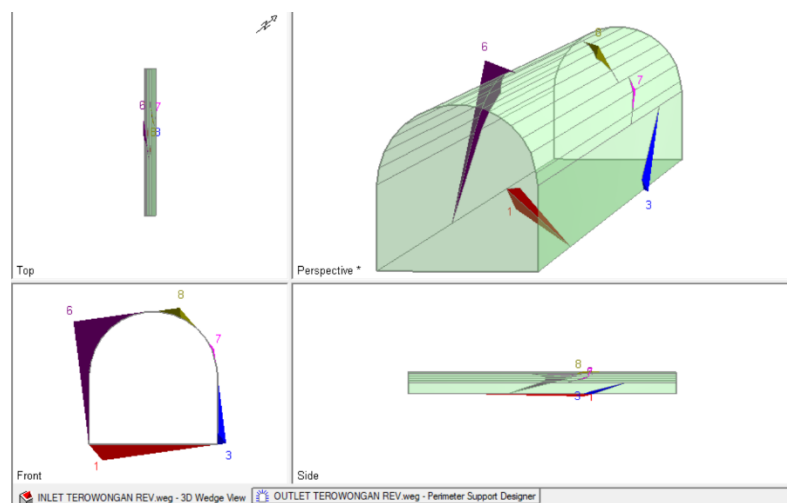 N
6 7
3
Top
6
8
7
1
3
Perspective *
6
8
7
1
3
Front
8
3 1
Side
INLET TEROWONGAN REV.weg - 3D Wedge View
OUTLET TEROWONGAN REV.weg - Perimeter Support Designer